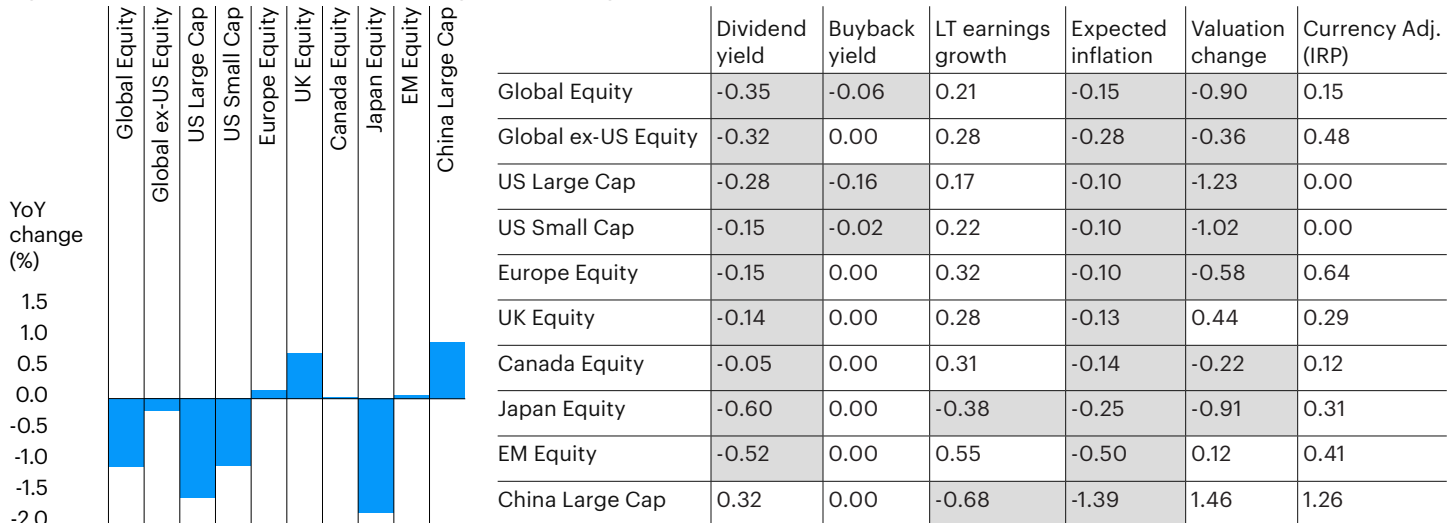 Global Equity
Global ex-US Equity
US Large Cap
US Small Cap
Europe Equity
UK Equity
Canada Equity
Japan Equity
EM Equity
China Large Cap
YoY
change
(%)
1.5
1.0
0.5
0.0
-0.5
-1.0
-1.5
-2.0
Dividend yield Buyback yield LT earnings growth Expected inflation Valuation change Currency Adj. (IRP)
Global Equity -0.35 -0.06 0.21 -0.15 -0.90 0.15
Global ex-US Equity -0.32 0.00 0.28 -0.28 -0.36 0.48
US Large Cap -0.28 -0.16 0.17 -0.10 -1.23 0.00
US Small Cap -0.15 -0.02 0.22 -0.10 -1.02 0.00
Europe Equity -0.15 0.00 0.32 -0.10 -0.58 0.64
UK Equity -0.14 0.00 0.28 -0.13 0.44 0.29
Canada Equity -0.05 0.00 0.31 -0.14 -0.22 0.12
Japan Equity -0.60 0.00 -0.38 -0.25 -0.91 0.31
EM Equity -0.52 0.00 0.55 -0.50 0.12 0.41
China Large Cap 0.32 0.00 -0.68 -1.39 1.46 1.26